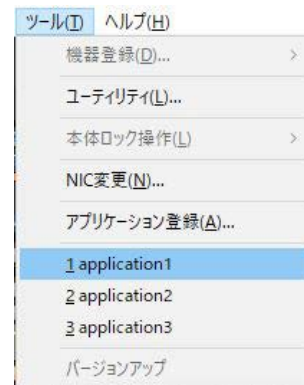 ツール(T) ヘルプ(H)
機器登録(D)... >
ユーティリティ(L)...
本体ロック操作(L) >
NIC変更(N)...
アプリケーション登録(A)...
1 application1
2 application2
3 application3
バージョンアップ